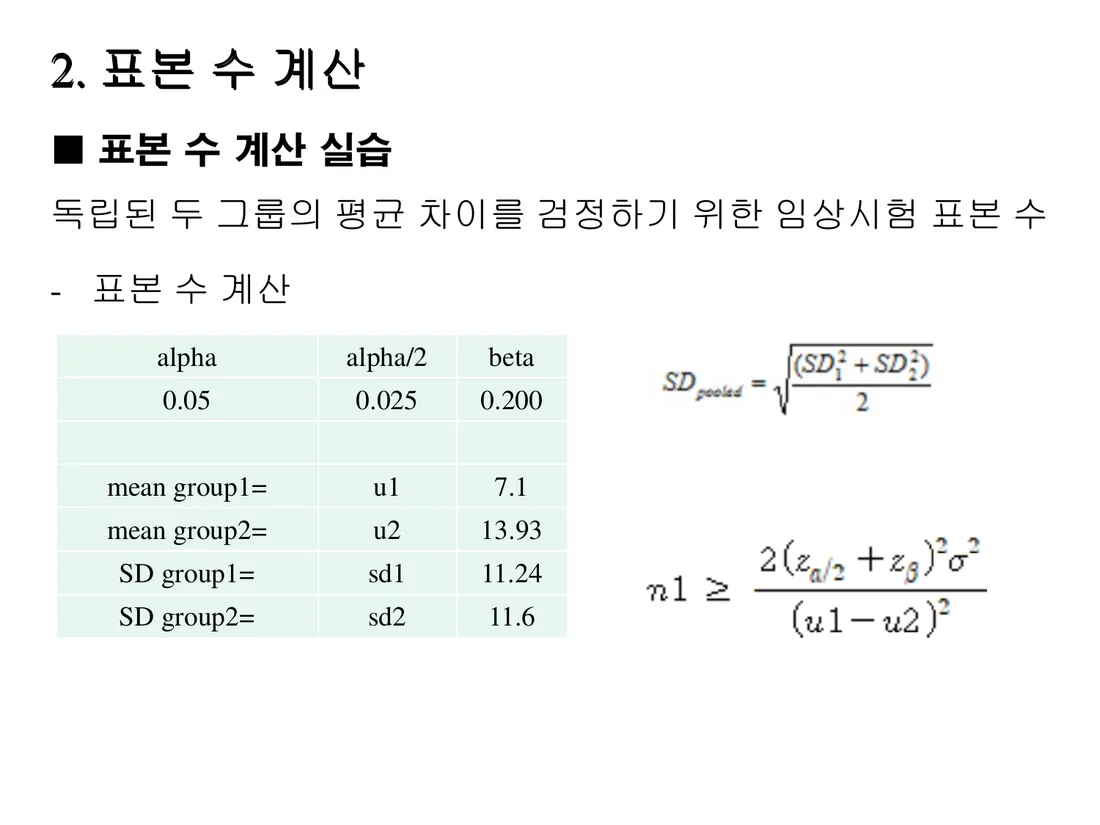 2. 표본 수 계산
■ 표본 수 계산 실습
독립된 두 그룹의 평균 차이를 검정하기 위한 임상시험 표본 수
- 표본 수 계산
alpha alpha/2 beta
0.05 0.025 0.200
mean group1= u1 7.1
mean group2= u2 13.93
SD group1= sd1 11.24
SD group2= sd2 11.6
SD_pooled = √((SD₁² + SD₂²)/2)
n1 ≥ 2(z_α/2 + z_β)²σ² / (u1 − u2)²